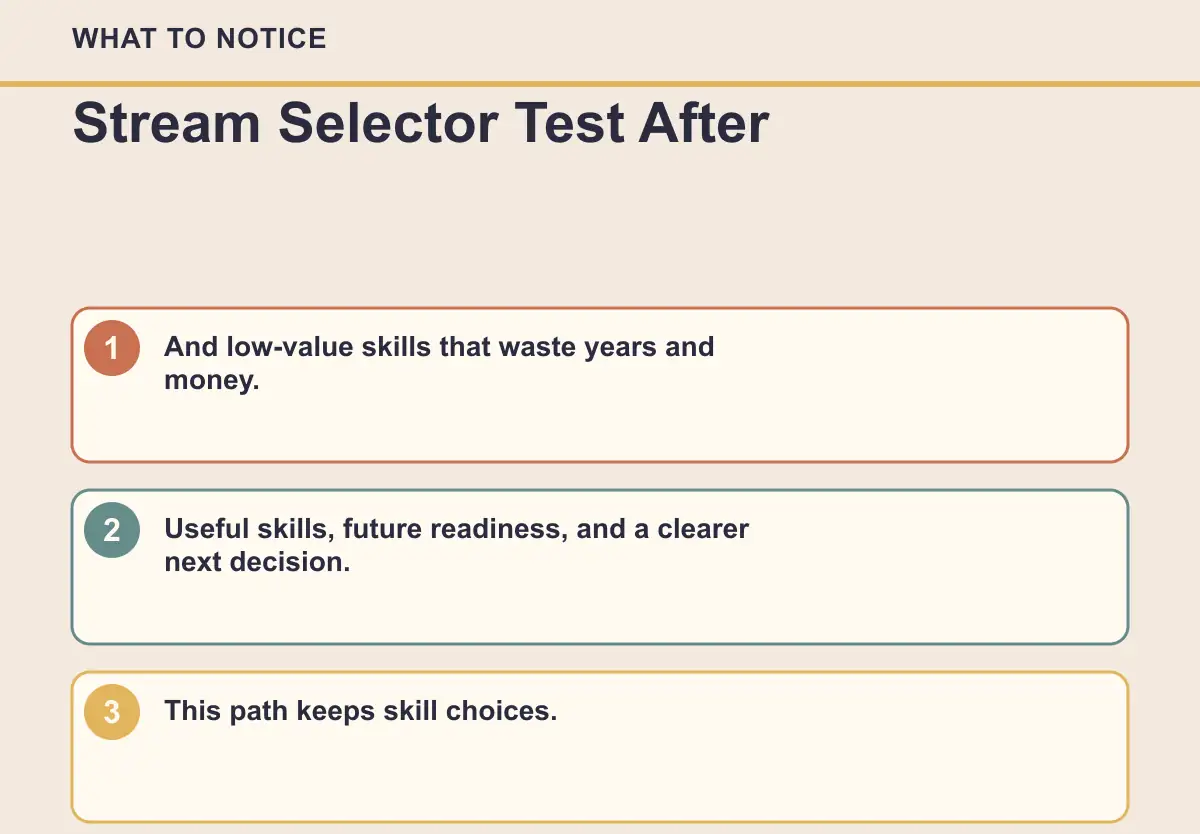 WHAT TO NOTICE
Stream Selector Test After
1
And low-value skills that waste years and
money.
2
Useful skills, future readiness, and a clearer
next decision.
3
This path keeps skill choices.